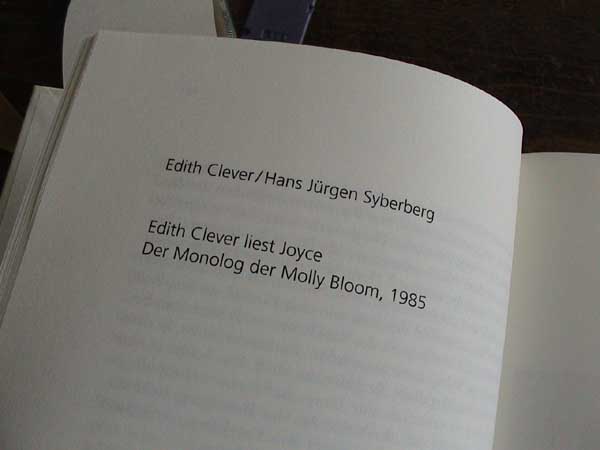 Edith Clever/Hans Jürgen Syberberg
Edith Clever liest Joyce
Der Monolog der Molly Bloom, 1985